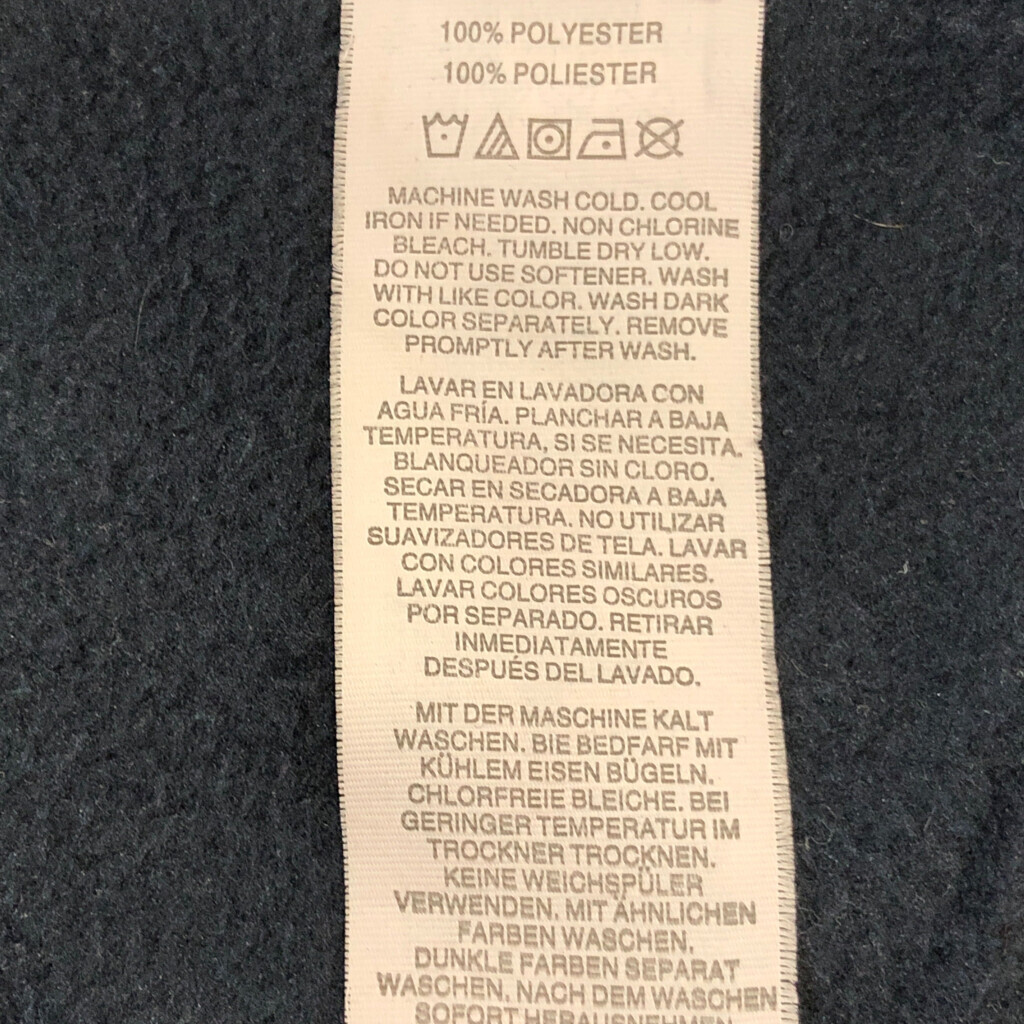 100% POLYESTER
100% POLIESTER
MACHINE WASH COLD. COOL
IRON IF NEEDED. NON CHLORINE
BLEACH. TUMBLE DRY LOW.
DO NOT USE SOFTENER. WASH
WITH LIKE COLOR. WASH DARK
COLOR SEPARATELY. REMOVE
PROMPTLY AFTER WASH.
LAVAR EN LAVADORA CON
AGUA FRÍA. PLANCHAR A BAJA
TEMPERATURA, SI SE NECESITA.
BLANQUEADOR SIN CLORO.
SECAR EN SECADORA A BAJA
TEMPERATURA. NO UTILIZAR
SUAVIZADORES DE TELA. LAVAR
CON COLORES SIMILARES.
LAVAR COLORES OSCUROS
POR SEPARADO. RETIRAR
INMEDIATAMENTE
DESPUÉS DEL LAVADO.
MIT DER MASCHINE KALT
WASCHEN. BIE BEDFARF MIT
KÜHLEM EISEN BÜGELN.
CHLORFREIE BLEICHE. BEI
GERINGER TEMPERATUR IM
TROCKNER TROCKNEN.
KEINE WEICHSPÜLER
VERWENDEN. MIT ÄHNLICHEN
FARBEN WASCHEN.
DUNKLE FARBEN SEPARAT
WASCHEN. NACH DEM WASCHEN
SOFORT HERAUSNEHMEN.